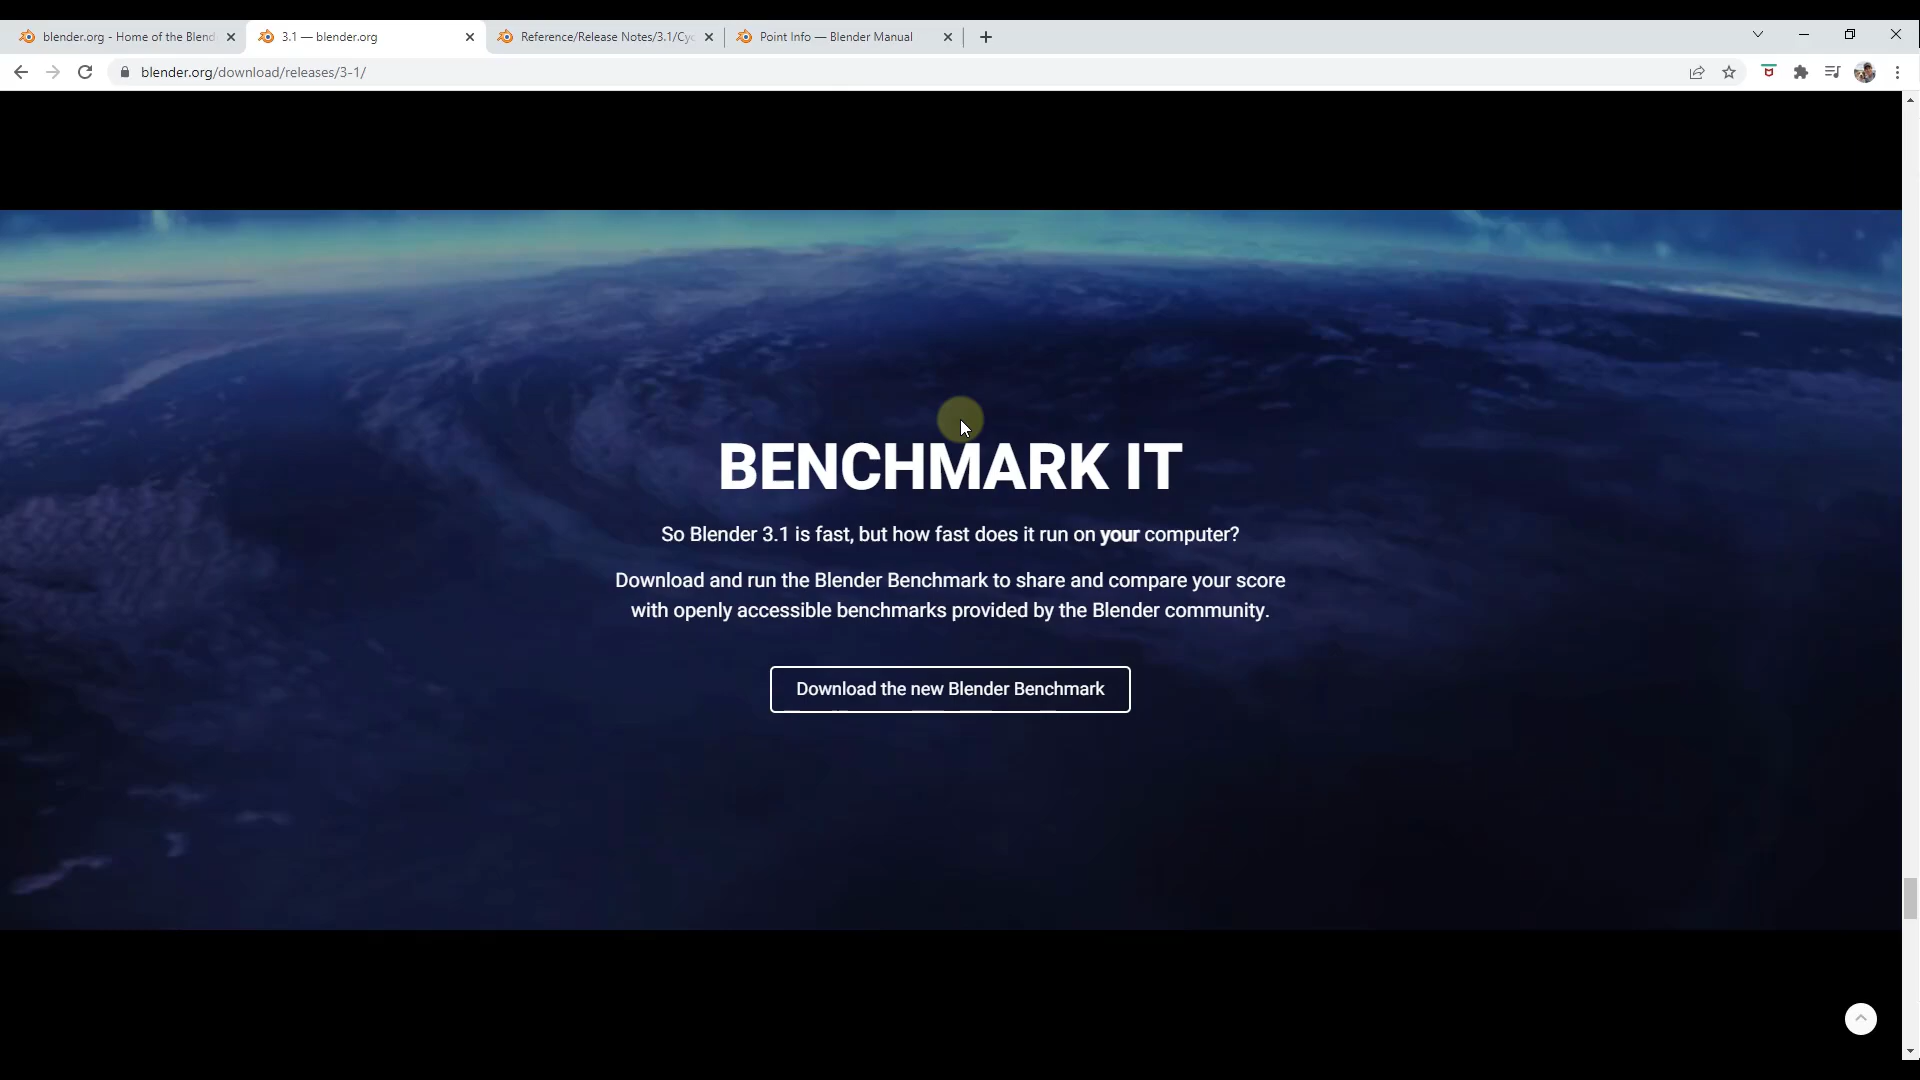 blender.org - Home of the Blend
3.1 — blender.org
Reference/Release Notes/3.1/Cyc
Point Info — Blender Manual
blender.org/download/releases/3-1/
BENCHMARK IT
So Blender 3.1 is fast, but how fast does it run on your computer?
Download and run the Blender Benchmark to share and compare your score
with openly accessible benchmarks provided by the Blender community.
Download the new Blender Benchmark